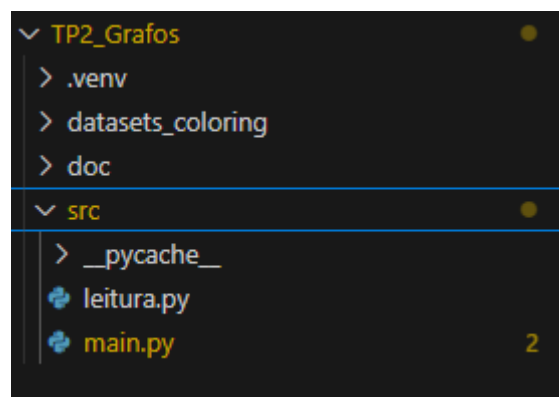 TP2_Grafos
.venv
datasets_coloring
doc
src
__pycache__
leitura.py
main.py 2